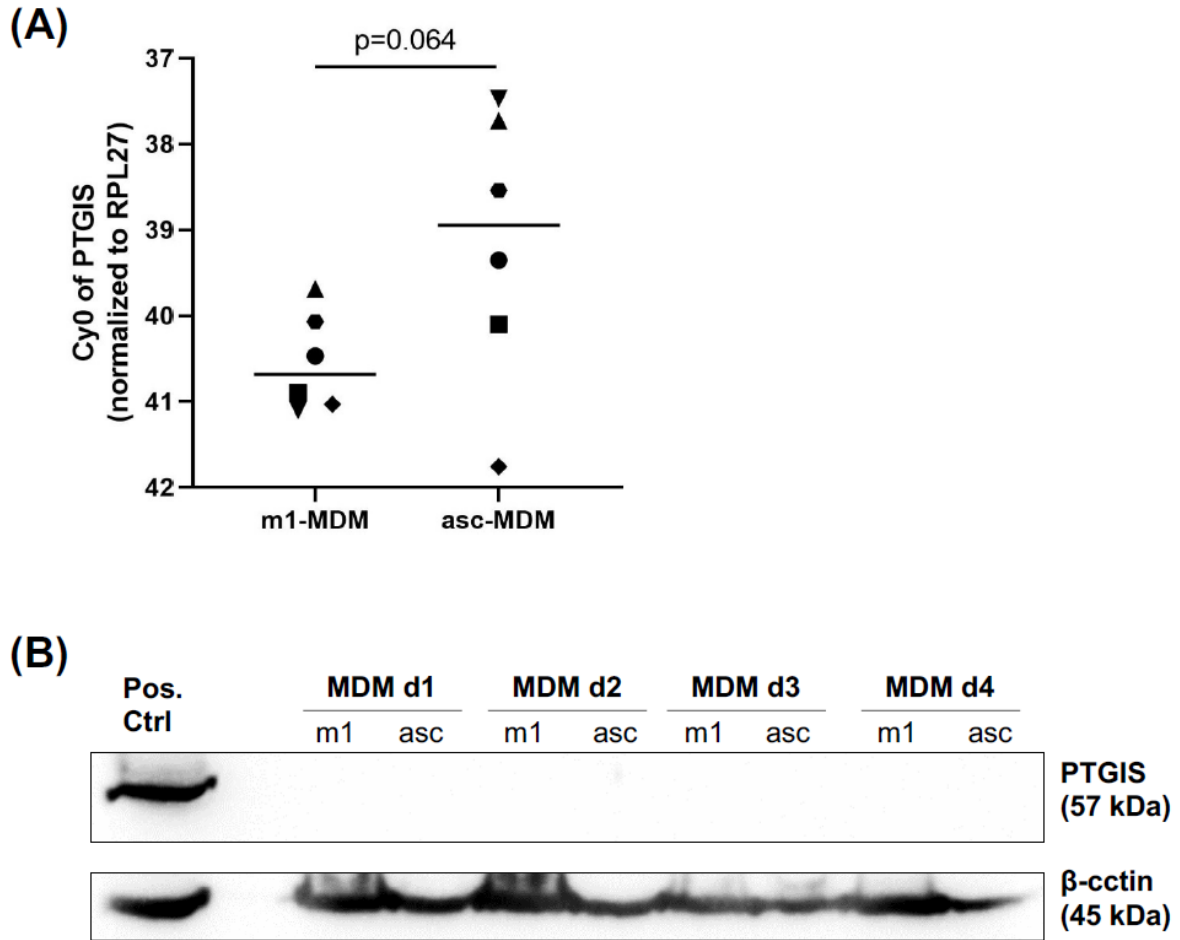 (A)
p=0.064
37
38
39
40
41
42
Cy0 of PTGIS
(normalized to RPL27)
m1-MDM asc-MDM
(B)
Pos.
Ctrl
MDM d1 MDM d2 MDM d3 MDM d4
m1 asc m1 asc m1 asc m1 asc
PTGIS
(57 kDa)
β-cctin
(45 kDa)